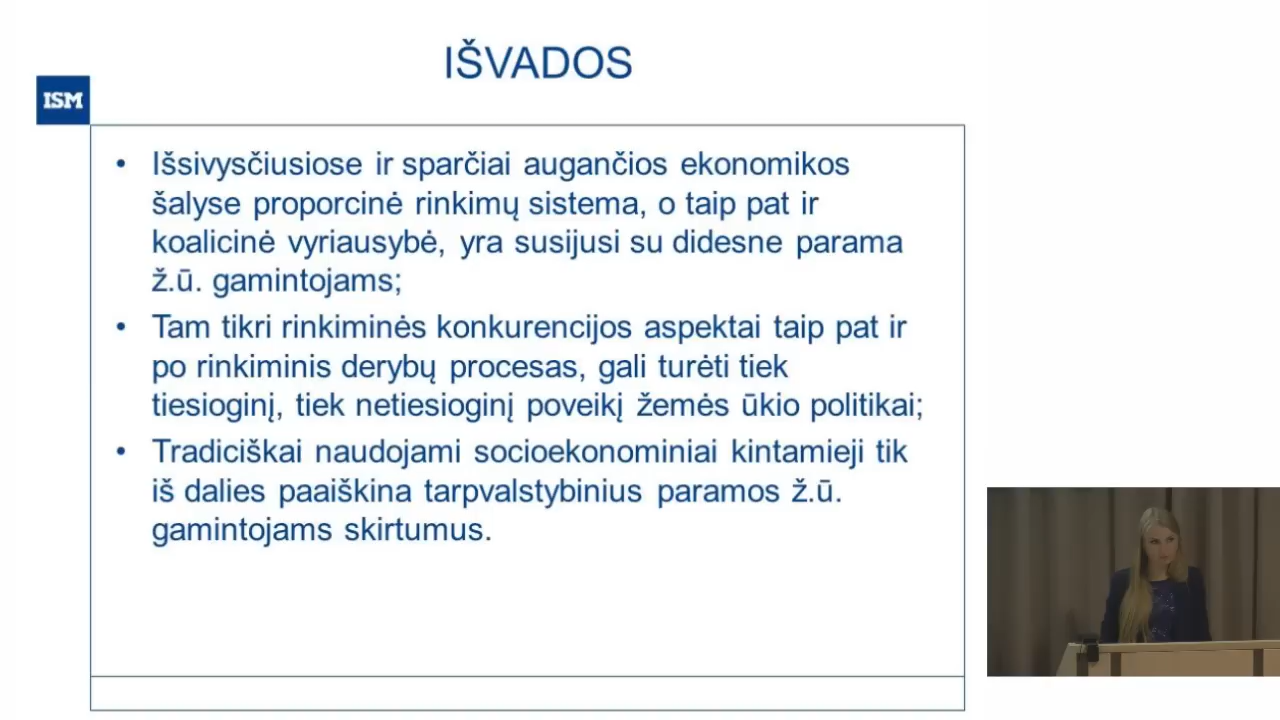 IŠVADOS
ISM
• Išsivysčiusiose ir sparčiai augančios ekonomikos
šalyse proporcinė rinkimų sistema, o taip pat ir
koalicinė vyriausybė, yra susijusi su didesne parama
ž.ū. gamintojams;
• Tam tikri rinkiminės konkurencijos aspektai taip pat ir
po rinkiminis derybų procesas, gali turėti tiek
tiesioginį, tiek netiesioginį poveikį žemės ūkio politikai;
• Tradiciškai naudojami socioekonominiai kintamieji tik
iš dalies paaiškina tarpvalstybinius paramos ž.ū.
gamintojams skirtumus.